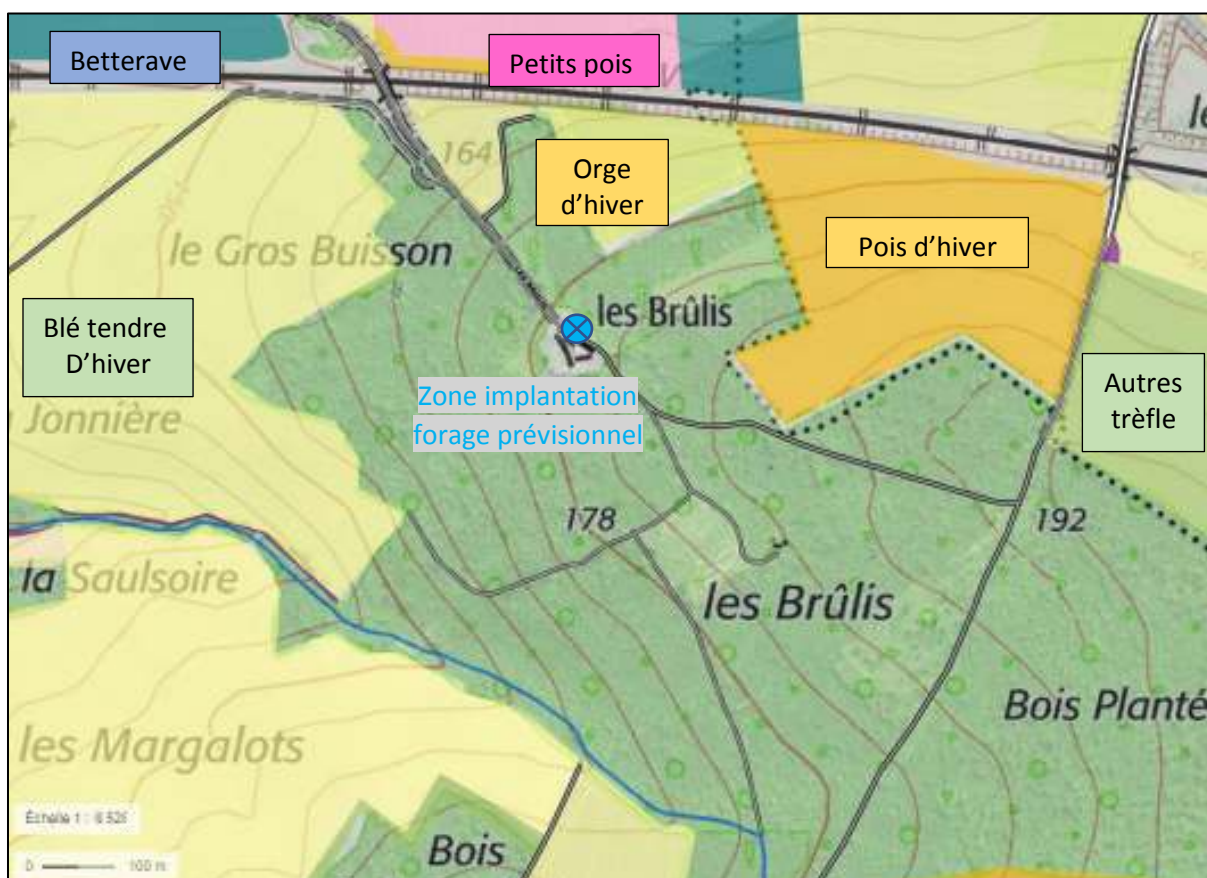 Betterave
Petits pois
le
164
Orge
d'hiver
le Gros Buisson
Pois d'hiver
les Brûlis
Blé tendre
D'hiver
Zone implantation
forage prévisionnel
Autres
trèfle
Jonnière
178
192
la Saulsoire
les Brûlis
Bois Planté
les Margalots
Échelle 1 : 6 528
Bois
0 100 m